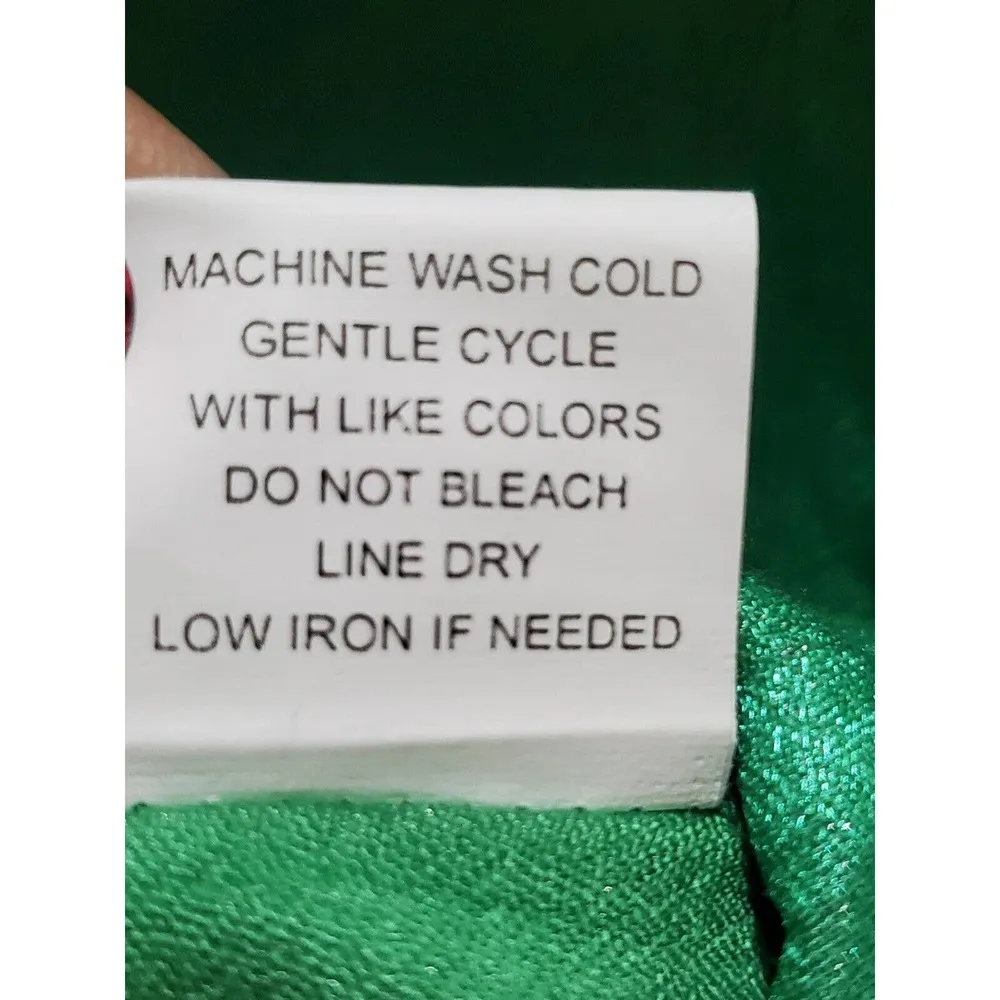 MACHINE WASH COLD
GENTLE CYCLE
WITH LIKE COLORS
DO NOT BLEACH
LINE DRY
LOW IRON IF NEEDED